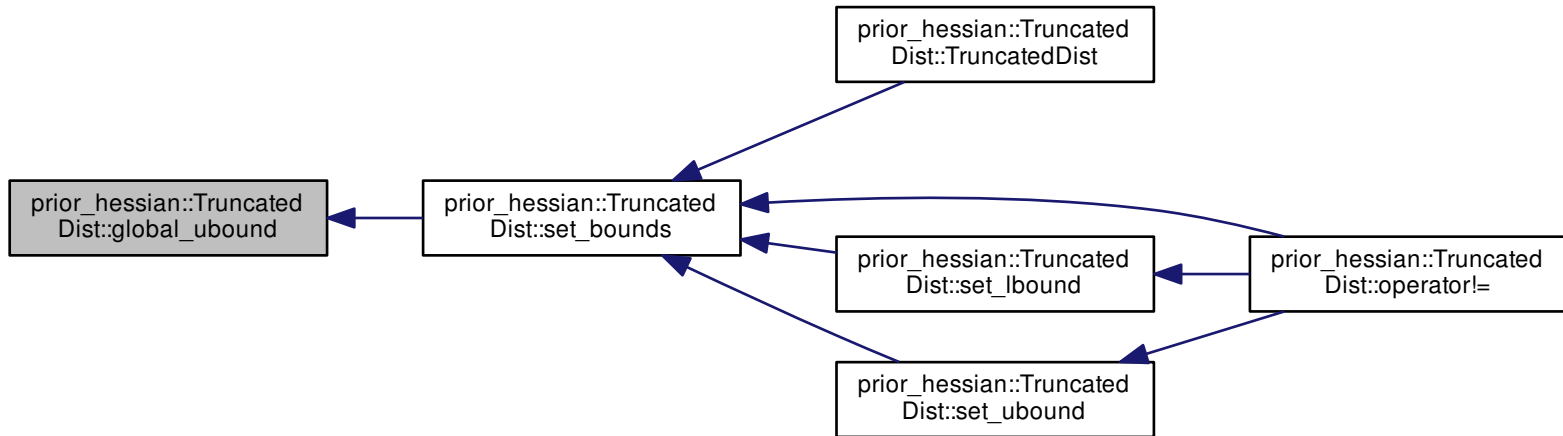 prior_hessian::Truncated
Dist::TruncatedDist
prior_hessian::Truncated
Dist::global_ubound
prior_hessian::Truncated
Dist::set_bounds
prior_hessian::Truncated
Dist::set_lbound
prior_hessian::Truncated
Dist::operator!=
prior_hessian::Truncated
Dist::set_ubound